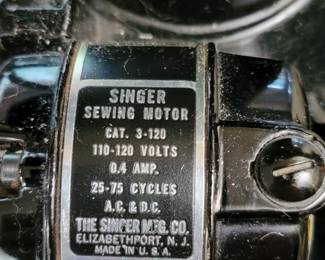 SINGER
SEWING MOTOR
CAT. 3-120
110-120 VOLTS
0.4 AMP.
25-75 CYCLES
A.C. & D.C.
THE SINGER MFG. CO.
ELIZABETHPORT, N. J.
MADE IN U. S. A.